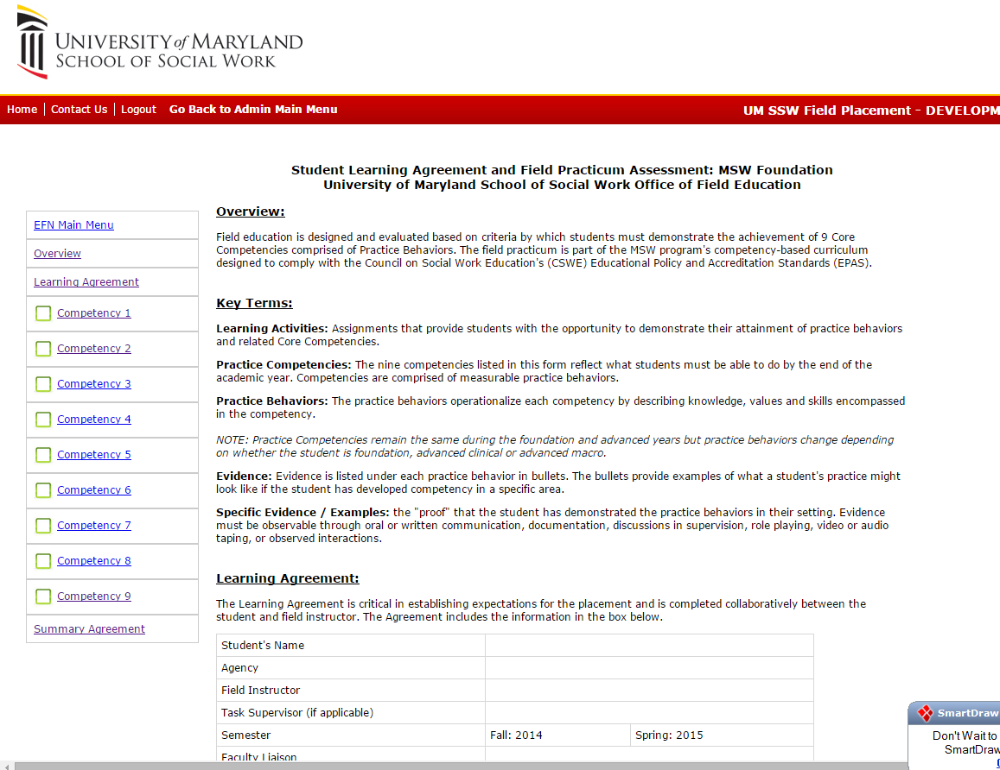 UNIVERSITY of MARYLAND
SCHOOL OF SOCIAL WORK
Home Contact Us Logout Go Back to Admin Main Menu UM SSW Field Placement - DEVELOPM
Student Learning Agreement and Field Practicum Assessment: MSW Foundation
University of Maryland School of Social Work Office of Field Education
EFN Main Menu
Overview
Learning Agreement
Competency 1
Competency 2
Competency 3
Competency 4
Competency 5
Competency 6
Competency 7
Competency 8
Competency 9
Summary Agreement
Overview:
Field education is designed and evaluated based on criteria by which students must demonstrate the achievement of 9 Core
Competencies comprised of Practice Behaviors. The field practicum is part of the MSW program's competency-based curriculum
designed to comply with the Council on Social Work Education's (CSWE) Educational Policy and Accreditation Standards (EPAS).
Key Terms:
Learning Activities: Assignments that provide students with the opportunity to demonstrate their attainment of practice behaviors
and related Core Competencies.
Practice Competencies: The nine competencies listed in this form reflect what students must be able to do by the end of the
academic year. Competencies are comprised of measurable practice behaviors.
Practice Behaviors: The practice behaviors operationalize each competency by describing knowledge, values and skills encompassed
in the competency.
NOTE: Practice Competencies remain the same during the foundation and advanced years but practice behaviors change depending
on whether the student is foundation, advanced clinical or advanced macro.
Evidence: Evidence is listed under each practice behavior in bullets. The bullets provide examples of what a student's practice might
look like if the student has developed competency in a specific area.
Specific Evidence / Examples: the "proof" that the student has demonstrated the practice behaviors in their setting. Evidence
must be observable through oral or written communication, documentation, discussions in supervision, role playing, video or audio
taping, or observed interactions.
Learning Agreement:
The Learning Agreement is critical in establishing expectations for the placement and is completed collaboratively between the
student and field instructor. The Agreement includes the information in the box below.
Student's Name
Agency
Field Instructor
Task Supervisor (if applicable)
Semester Fall: 2014 Spring: 2015
Faculty Liaison
SmartDraw
Don't Wait to
SmartDraw